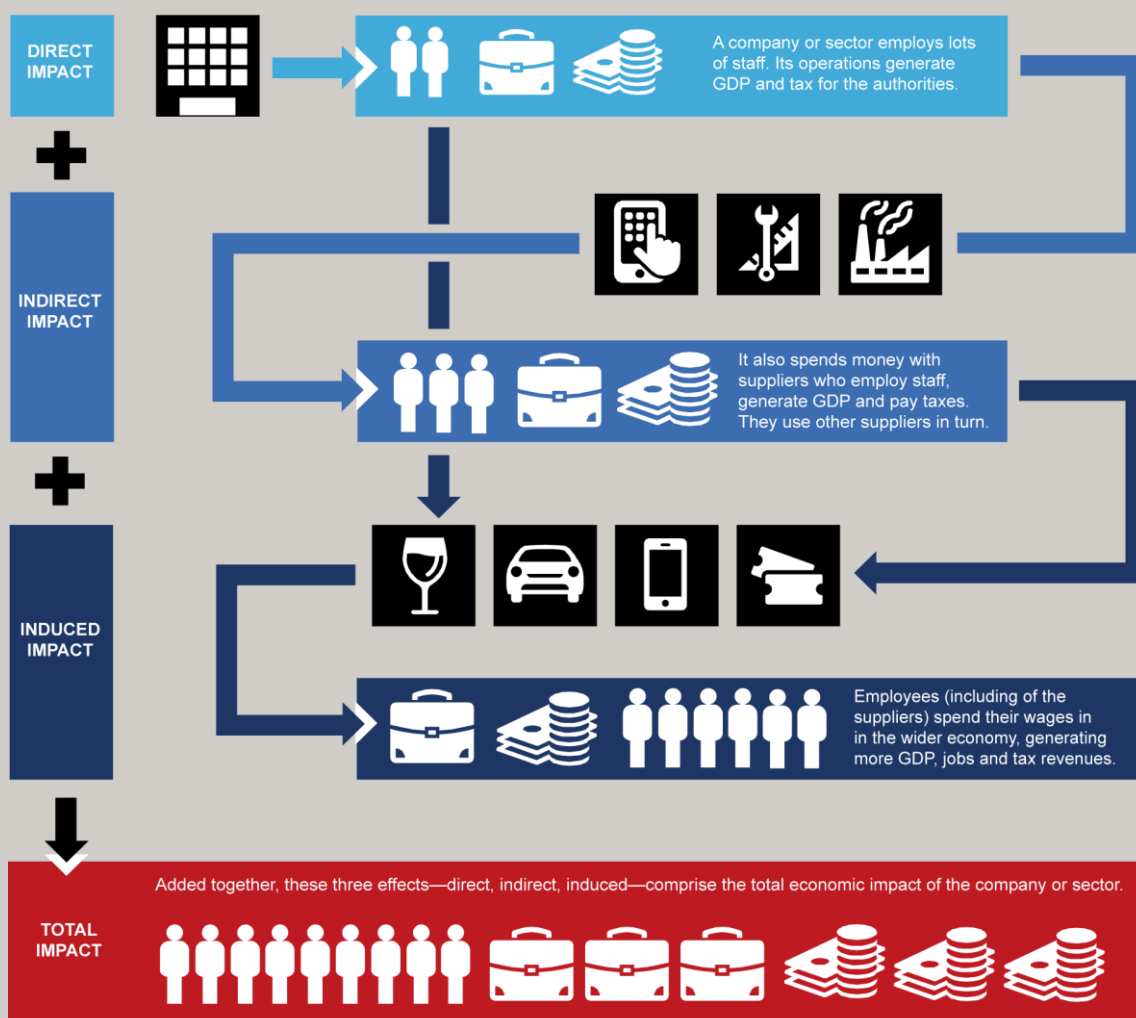 DIRECT
IMPACT
A company or sector employs lots
of staff. Its operations generate
GDP and tax for the authorities.
INDIRECT
IMPACT
It also spends money with
suppliers who employ staff,
generate GDP and pay taxes.
They use other suppliers in turn.
INDUCED
IMPACT
Employees (including of the
suppliers) spend their wages in
in the wider economy, generating
more GDP, jobs and tax revenues.
Added together, these three effects—direct, indirect, induced—comprise the total economic impact of the company or sector.
TOTAL
IMPACT